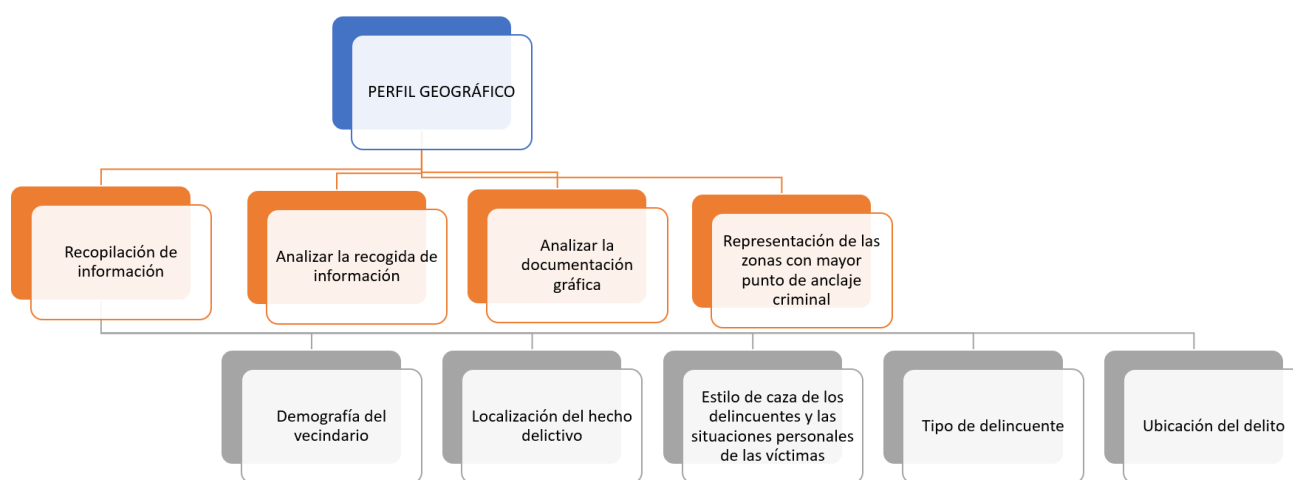 PERFIL GEOGRÁFICO
Recopilación de
información
Analizar la recogida de
información
Analizar la
documentación
gráfica
Representación de las
zonas con mayor
punto de anclaje
criminal
Demografía del
vecindario
Localización del hecho
delictivo
Estilo de caza de los
delincuentes y las
situaciones personales
de las víctimas
Tipo de delincuente
Ubicación del delito